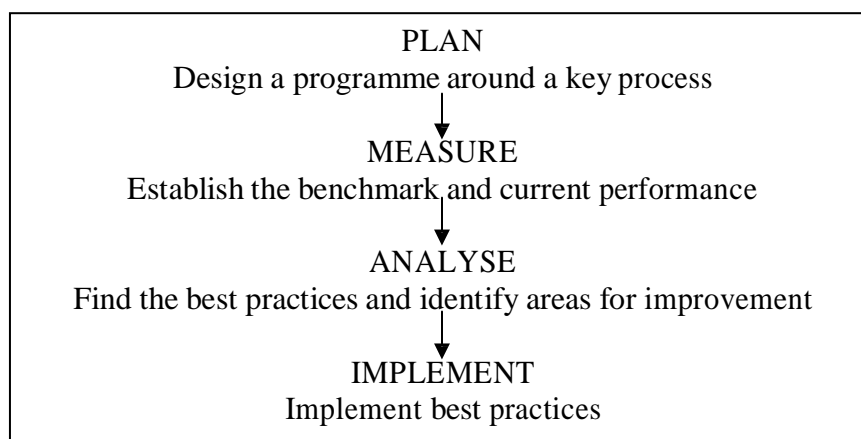 PLAN
Design a programme around a key process
MEASURE
Establish the benchmark and current performance
ANALYSE
Find the best practices and identify areas for improvement
IMPLEMENT
Implement best practices